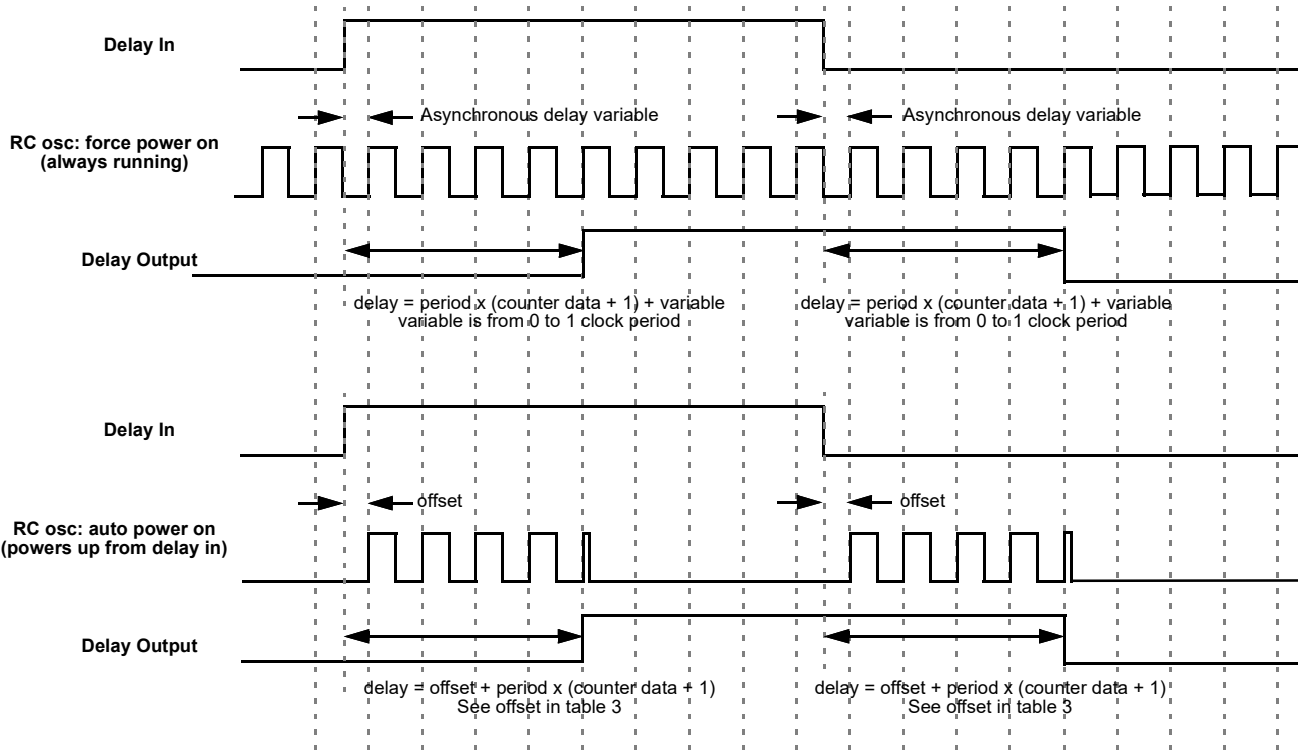 Delay In
Asynchronous delay variable
Asynchronous delay variable
RC osc: force power on
(always running)
Delay Output
delay = period x (counter data + 1) + variable
variable is from 0 to 1 clock period
delay = period x (counter data + 1) + variable
variable is from 0 to 1 clock period
Delay In
offset
offset
RC osc: auto power on
(powers up from delay in)
Delay Output
delay = offset + period x (counter data + 1)
See offset in table 3
delay = offset + period x (counter data + 1)
See offset in table 3